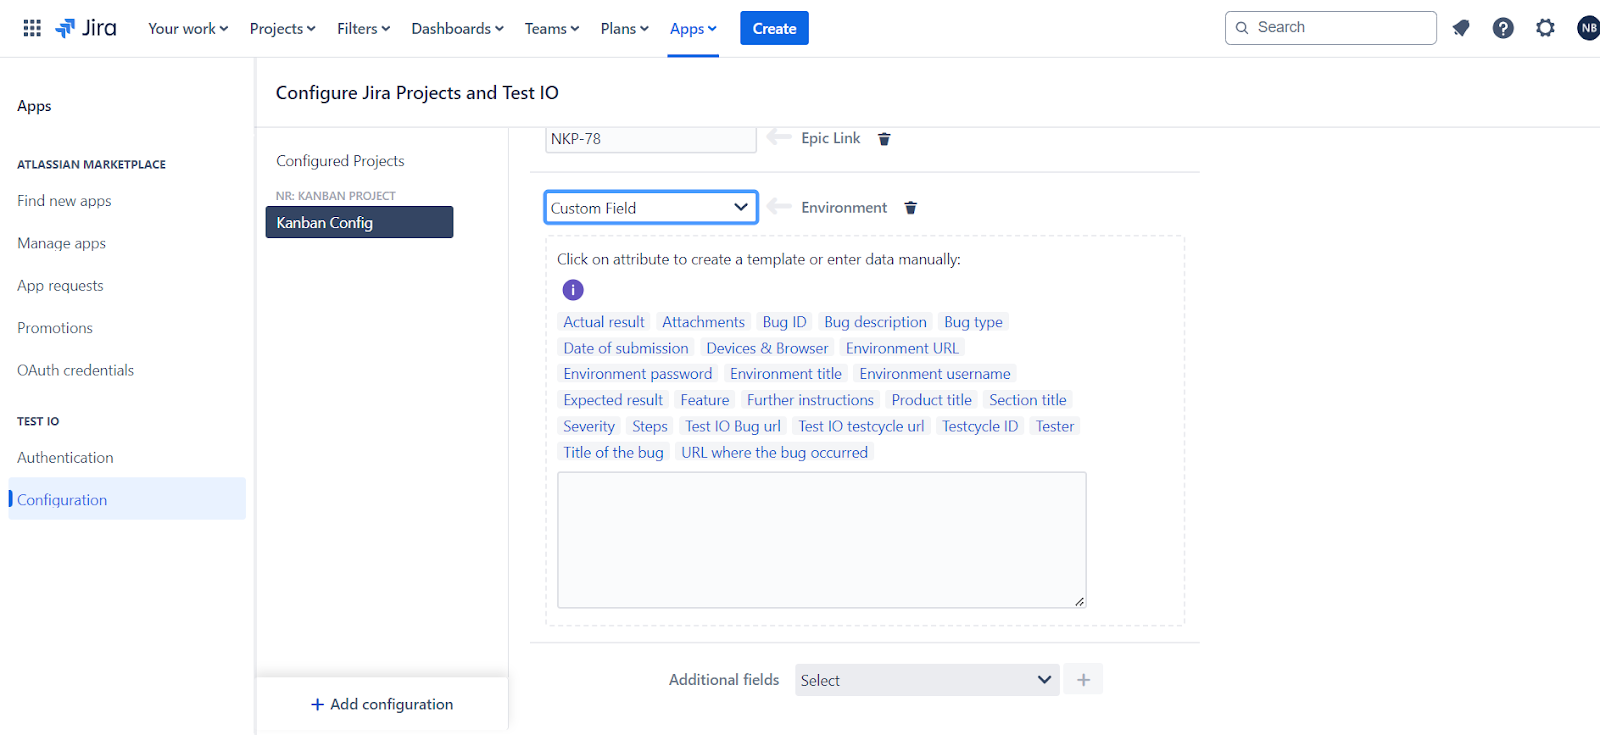 Jira Your work Projects Filters Dashboards Teams Plans Apps Create Search NB
Apps
ATLASSIAN MARKETPLACE
Find new apps
Manage apps
App requests
Promotions
OAuth credentials
TEST IO
Authentication
Configuration
Configure Jira Projects and Test IO
Configured Projects
NR: KANBAN PROJECT
Kanban Config
+ Add configuration
NKP-78 Epic Link
Custom Field Environment
Click on attribute to create a template or enter data manually:
i
Actual result Attachments Bug ID Bug description Bug type
Date of submission Devices & Browser Environment URL
Environment password Environment title Environment username
Expected result Feature Further instructions Product title Section title
Severity Steps Test IO Bug url Test IO testcycle url Testcycle ID Tester
Title of the bug URL where the bug occurred
Additional fields Select +